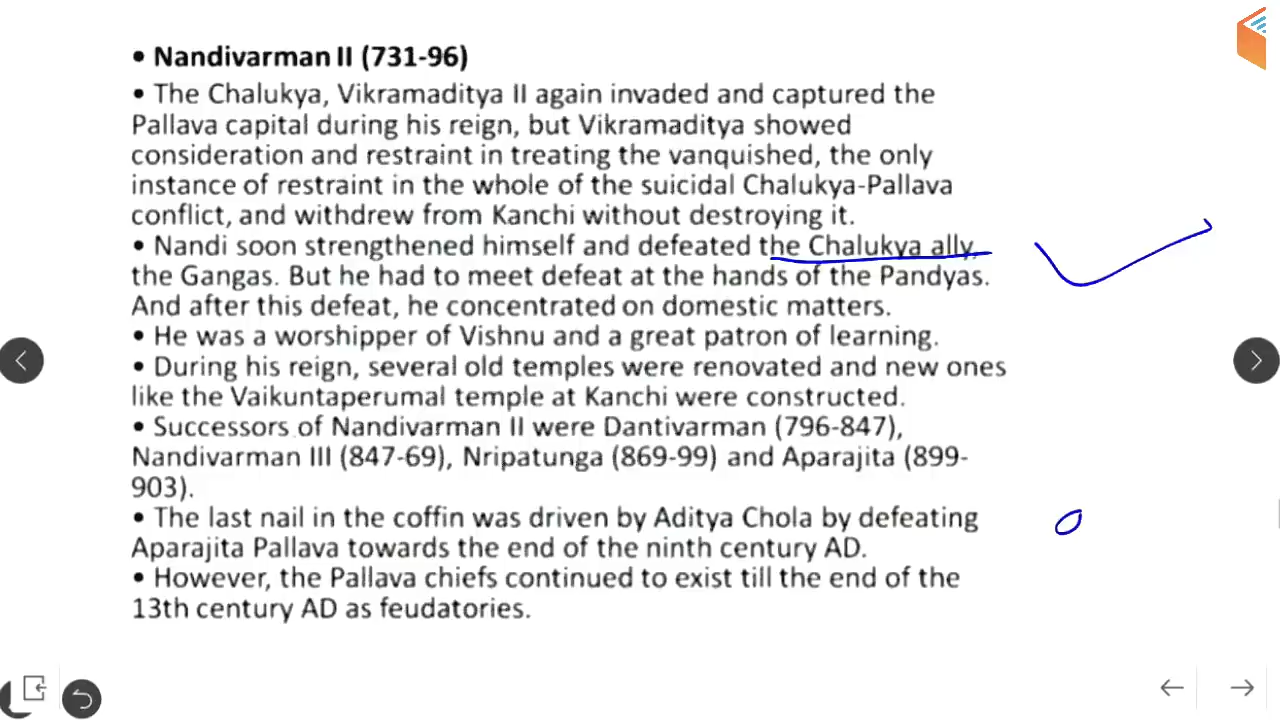 • Nandivarman II (731-96)
• The Chalukya, Vikramaditya II again invaded and captured the
Pallava capital during his reign, but Vikramaditya showed
consideration and restraint in treating the vanquished, the only
instance of restraint in the whole of the suicidal Chalukya-Pallava
conflict, and withdrew from Kanchi without destroying it.
• Nandi soon strengthened himself and defeated the Chalukya ally,
the Gangas. But he had to meet defeat at the hands of the Pandyas.
And after this defeat, he concentrated on domestic matters.
• He was a worshipper of Vishnu and a great patron of learning.
• During his reign, several old temples were renovated and new ones
like the Vaikuntaperumal temple at Kanchi were constructed.
• Successors of Nandivarman II were Dantivarman (796-847),
Nandivarman III (847-69), Nripatunga (869-99) and Aparajita (899-
903).
• The last nail in the coffin was driven by Aditya Chola by defeating
Aparajita Pallava towards the end of the ninth century AD.
• However, the Pallava chiefs continued to exist till the end of the
13th century AD as feudatories.